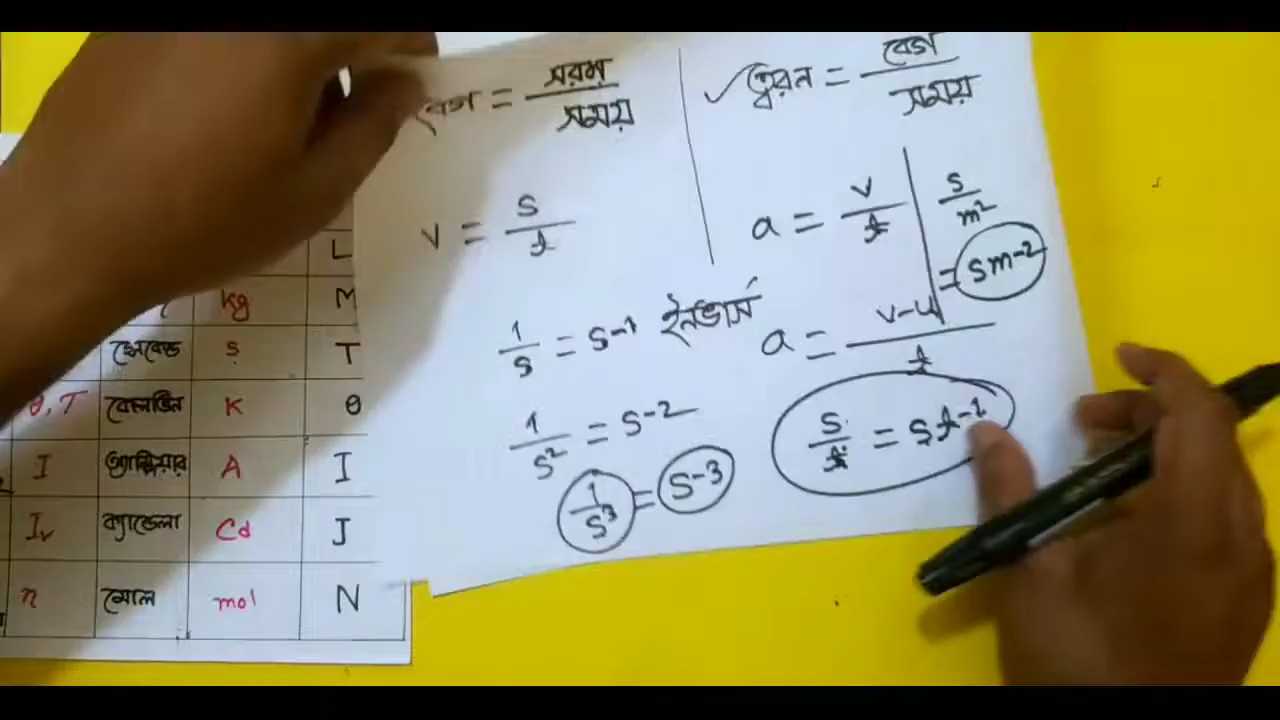 বেগ = সরন / সময়
✓ ত্বরন = বেগ / সময়
v = s / t
a = v / t
s / m²
= sm-2
1 / s = s-1 ইনভার্স
a = v-u / t
1 / s² = s-2
s / t = st-1
1 / s³ = s-3
L
kg M
সেকেন্ড s T
θ, T কেলভিন K θ
I অ্যাম্পিয়ার A I
Iv ক্যান্ডেলা Cd J
n মোল mol N